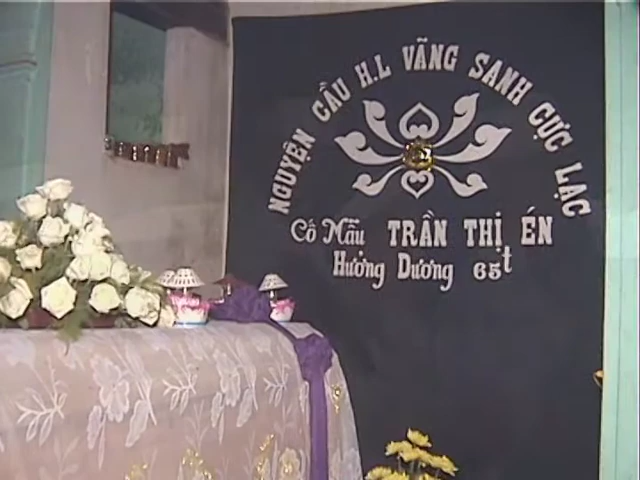 NGUYỆN CẦU H.L VÃNG SANH CỰC LẠC
Cố Mẫu TRẦN THỊ ÉN
Hưởng Dương 65t